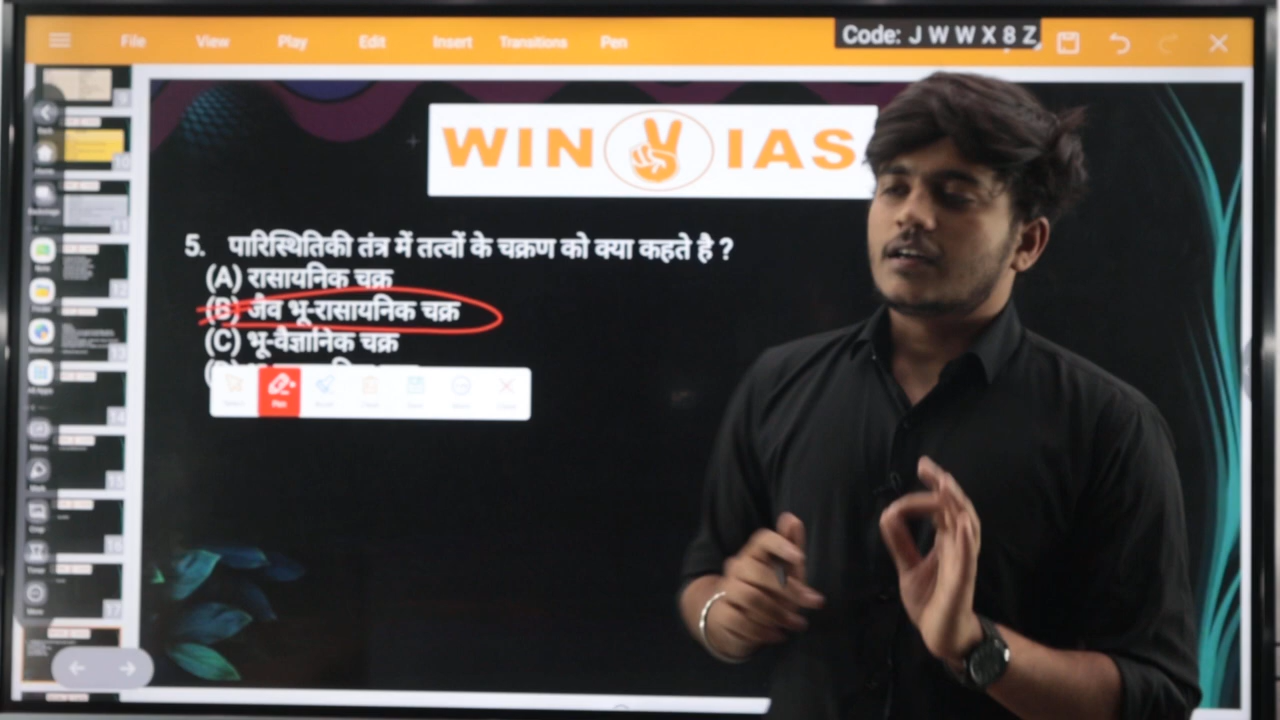 File View Play Edit Insert Transitions Pen
Code: J W W X 8 Z
WIN IAS
5. पारिस्थितिकी तंत्र में तत्वों के चक्रण को क्या कहते है ?
(A) रासायनिक चक्र
(B) जैव भू-रासायनिक चक्र
(C) भू-वैज्ञानिक चक्र
Pen